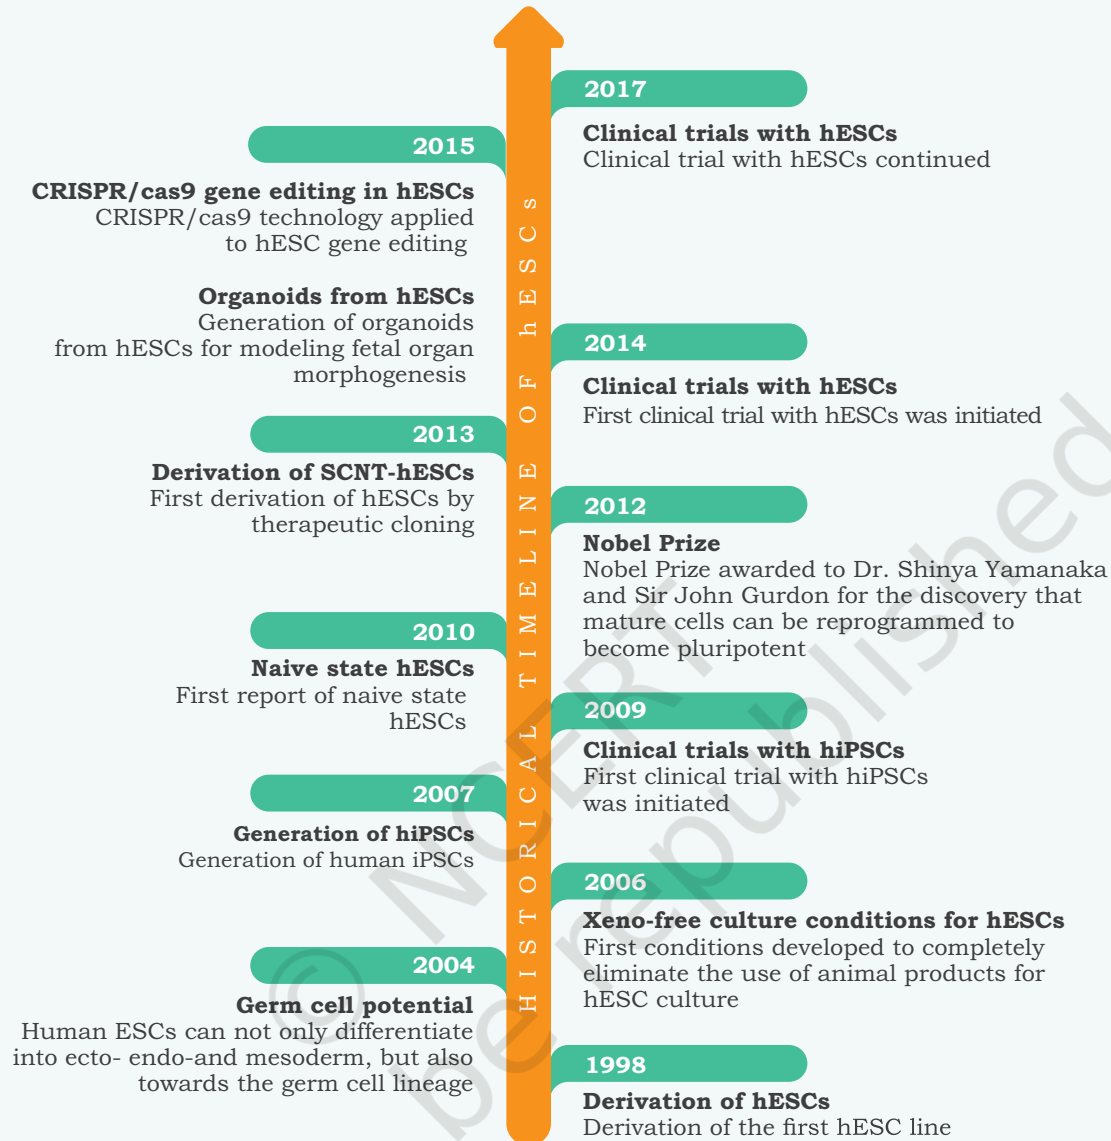 2017
Clinical trials with hESCs
Clinical trial with hESCs continued
2015
CRISPR/cas9 gene editing in hESCs
CRISPR/cas9 technology applied
to hESC gene editing
Organoids from hESCs
Generation of organoids
from hESCs for modeling fetal organ
morphogenesis
2014
Clinical trials with hESCs
First clinical trial with hESCs was initiated
2013
Derivation of SCNT-hESCs
First derivation of hESCs by
therapeutic cloning
2012
Nobel Prize
Nobel Prize awarded to Dr. Shinya Yamanaka
and Sir John Gurdon for the discovery that
mature cells can be reprogrammed to
become pluripotent
2010
Naive state hESCs
First report of naive state
hESCs
2009
Clinical trials with hiPSCs
First clinical trial with hiPSCs
was initiated
2007
Generation of hiPSCs
Generation of human iPSCs
2006
Xeno-free culture conditions for hESCs
First conditions developed to completely
eliminate the use of animal products for
hESC culture
2004
Germ cell potential
Human ESCs can not only differentiate
into ecto- endo-and mesoderm, but also
towards the germ cell lineage
1998
Derivation of hESCs
Derivation of the first hESC line
HISTORICAL TIMELINE OF hESCs
© NCERT
be republished